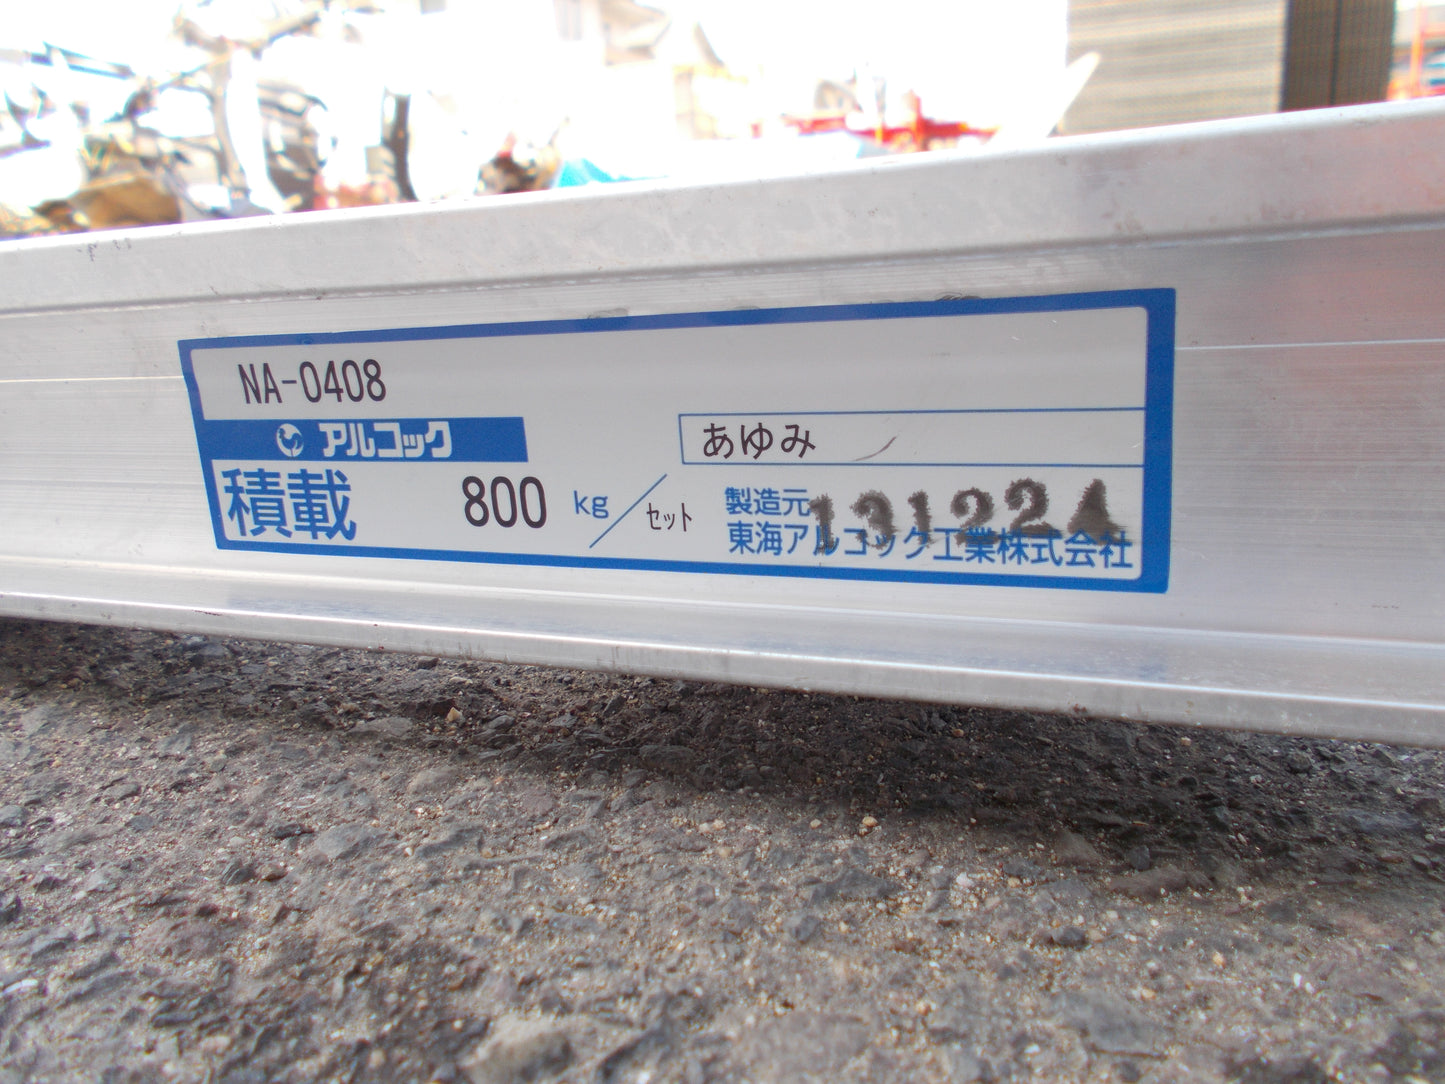 NA-0408
アルコック
あゆみ
積載 800 kg/セット
製造元 131224
東海アルコック工業株式会社